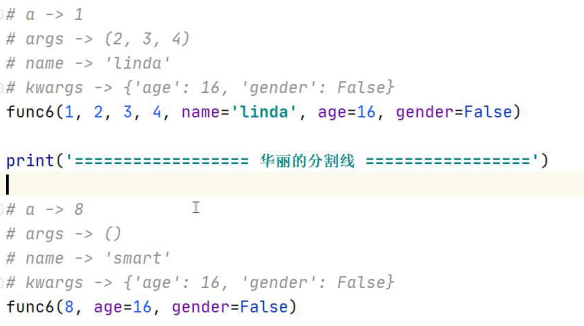 # a -> 1
# args -> (2, 3, 4)
# name -> 'linda'
# kwargs -> {'age': 16, 'gender': False}
func6(1, 2, 3, 4, name='linda', age=16, gender=False)
print('================== 华丽的分割线 =================')
# a -> 8
# args -> ()
# name -> 'smart'
# kwargs -> {'age': 16, 'gender': False}
func6(8, age=16, gender=False)